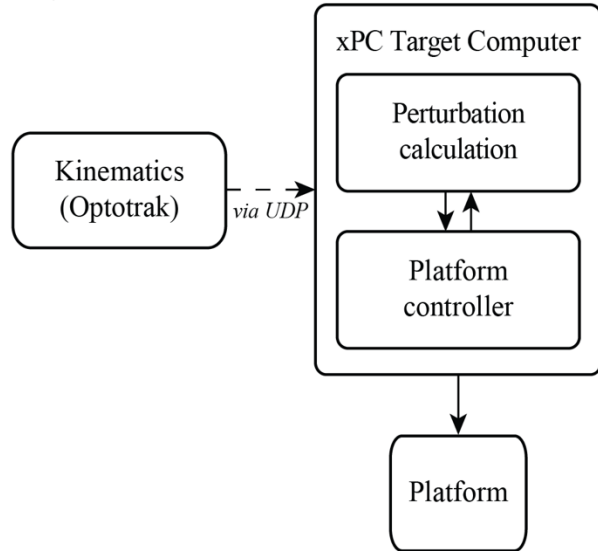 xPC Target Computer
Perturbation
calculation
Kinematics
(Optotrak)
via UDP
Platform
controller
Platform